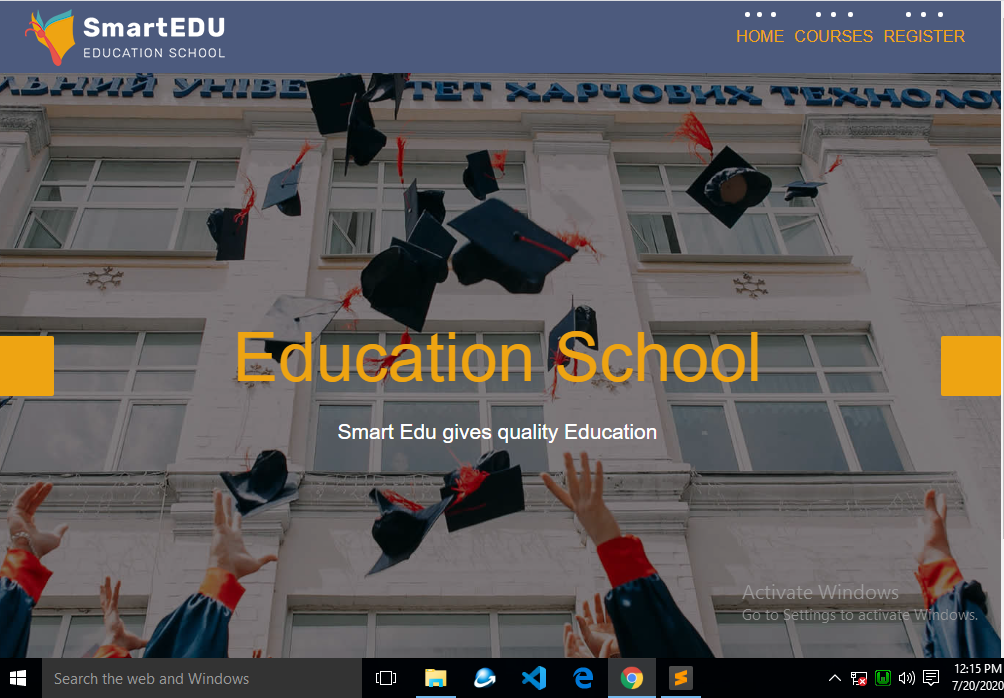 SmartEDU
EDUCATION SCHOOL
HOME COURSES REGISTER
ЛЬНИЙ УНІВЕ ТЕТ ХАРЧОВИХ ТЕХНОЛО
Education School
Smart Edu gives quality Education
Activate Windows
Go to Settings to activate Windows.
Search the web and Windows
12:15 PM
7/20/2020